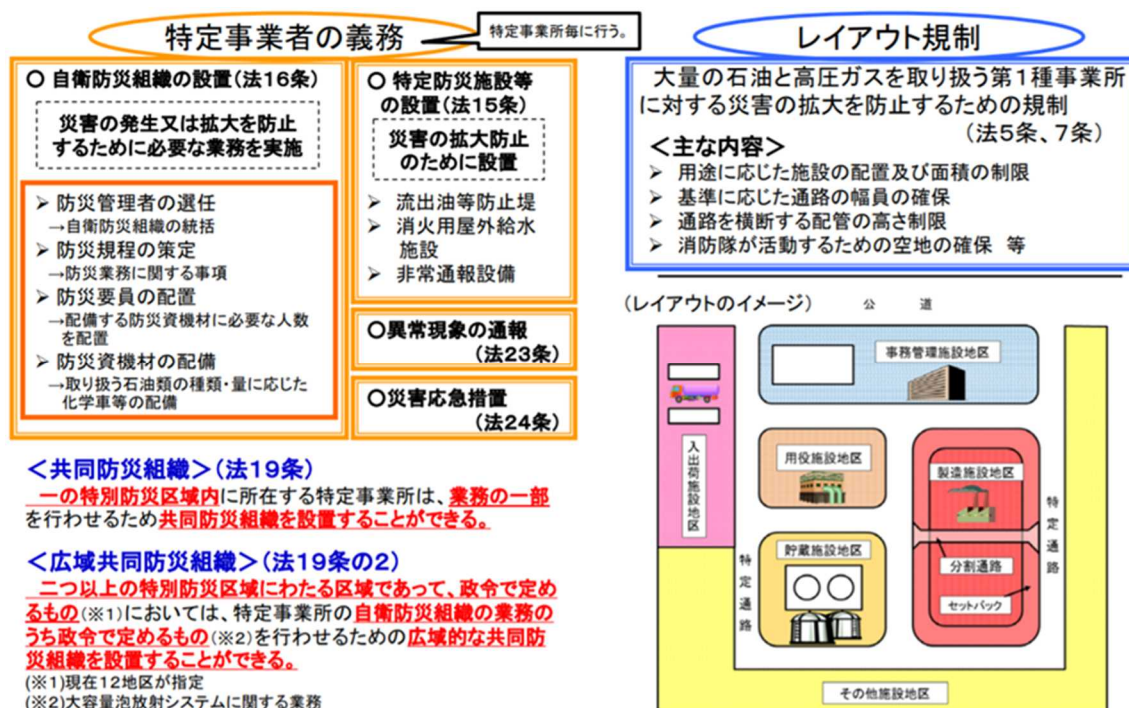 特定事業者の義務
特定事業所毎に行う。
○ 自衛防災組織の設置(法16条)
災害の発生又は拡大を防止
するために必要な業務を実施
➢ 防災管理者の選任
→自衛防災組織の統括
➢ 防災規程の策定
→防災業務に関する事項
➢ 防災要員の配置
→配備する防災資機材に必要な人数
を配置
➢ 防災資機材の配備
→取り扱う石油類の種類・量に応じた
化学車等の配備
○ 特定防災施設等
の設置(法15条)
災害の拡大防止
のために設置
➢ 流出油等防止堤
➢ 消火用屋外給水
施設
➢ 非常通報設備
○異常現象の通報
(法23条)
○災害応急措置
(法24条)
<共同防災組織>(法19条)
一の特別防災区域内に所在する特定事業所は、業務の一部
を行わせるため共同防災組織を設置することができる。
<広域共同防災組織>(法19条の2)
二つ以上の特別防災区域にわたる区域であって、政令で定め
るもの(※1)においては、特定事業所の自衛防災組織の業務の
うち政令で定めるもの(※2)を行わせるための広域的な共同防
災組織を設置することができる。
(※1)現在12地区が指定
(※2)大容量泡放射システムに関する業務
レイアウト規制
大量の石油と高圧ガスを取り扱う第1種事業所
に対する災害の拡大を防止するための規制
(法5条、7条)
<主な内容>
➢ 用途に応じた施設の配置及び面積の制限
➢ 基準に応じた通路の幅員の確保
➢ 通路を横断する配管の高さ制限
➢ 消防隊が活動するための空地の確保 等
(レイアウトのイメージ)
公 道
事務管理施設地区
入出荷施設地区
用役施設地区
製造施設地区
特定通路
貯蔵施設地区
特定通路
分割通路
セットバック
その他施設地区